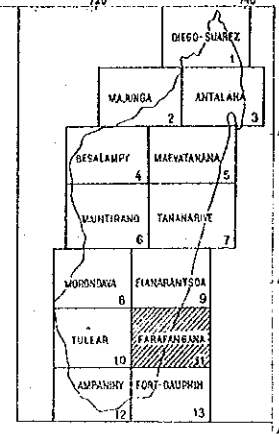 DIEGO-SUAREZ
1
MAJUNGA ANTALAHA
2 3
BESALAMPY MAEVATANANA
4 5
MAINTIRANO TANANARIVE
6 7
MORONDAVA FIANARANTSOA
8 9
TULEAR FARAFANGANA
10 11
AMPANIHY FORT-DAUPHIN
12 13